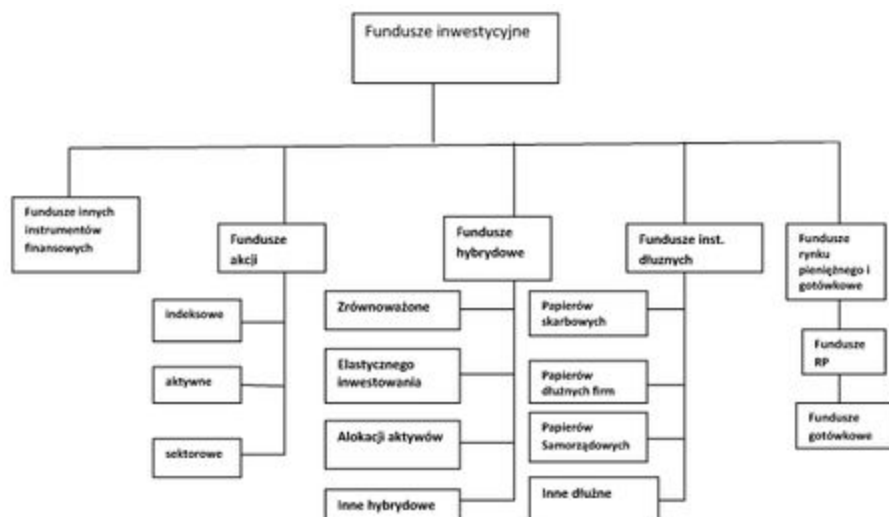 Fundusze inwestycyjne
Fundusze innych
instrumentów
finansowych
Fundusze
akcji
indeksowe
aktywne
sektorowe
Fundusze
hybrydowe
Zrównoważone
Elastycznego
inwestowania
Alokacji aktywów
Inne hybrydowe
Fundusze inst.
dłuznych
Papierów
skarbowych
Papierów
dłużnych firm
Papierów
Samorządowych
Inne dłużne
Fundusze
rynku
pieniężnego i
gotówkowe
Fundusze
RP
Fundusze
gotówkowe